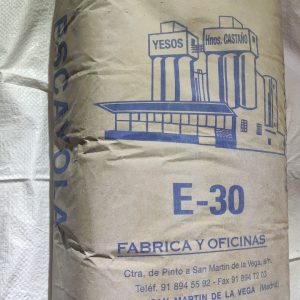 ESCAYOLA
YESOS Hnos. CASTAÑO
E-30
FABRICA Y OFICINAS
Ctra. de Pinto a San Martin de la Vega, s/n.
Teléf. 91 894 55 92 - Fax 91 894 72 03
SAN MARTIN DE LA VEGA (Madrid)